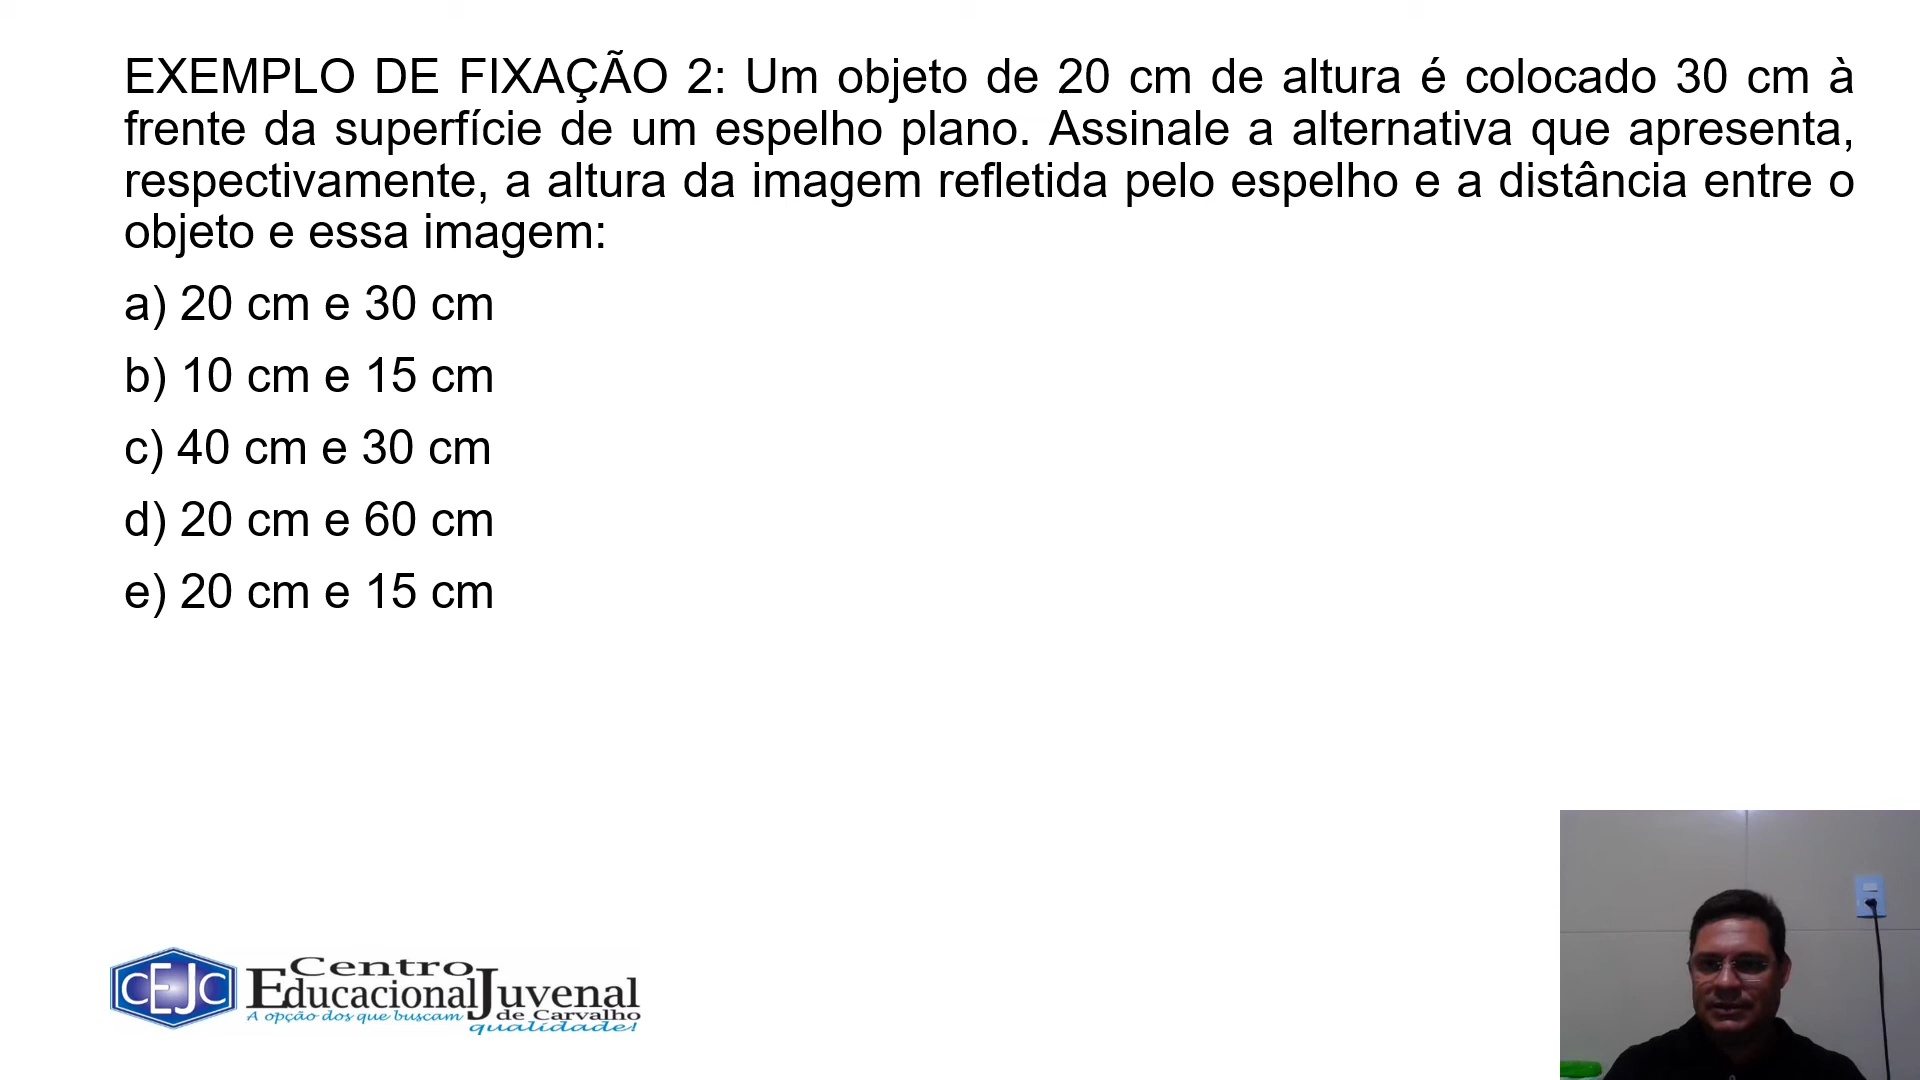 EXEMPLO DE FIXAÇÃO 2: Um objeto de 20 cm de altura é colocado 30 cm à
frente da superfície de um espelho plano. Assinale a alternativa que apresenta,
respectivamente, a altura da imagem refletida pelo espelho e a distância entre o
objeto e essa imagem:
a) 20 cm e 30 cm
b) 10 cm e 15 cm
c) 40 cm e 30 cm
d) 20 cm e 60 cm
e) 20 cm e 15 cm
CEJC
Centro
Educacional Juvenal
de Carvalho
A opção dos que buscam
qualidade!